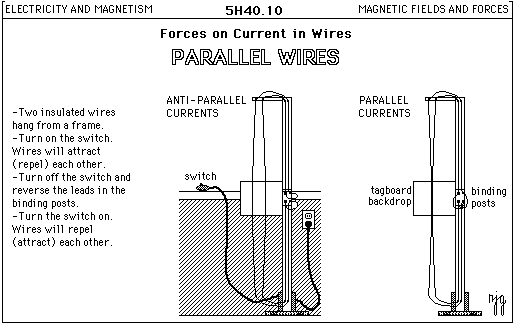 ELECTRICITY AND MAGNETISM
5H40.10
MAGNETIC FIELDS AND FORCES
Forces on Current in Wires
PARALLEL WIRES
-Two insulated wires
hang from a frame.
-Turn on the switch.
Wires will attract
(repel) each other.
-Turn off the switch and
reverse the leads in the
binding posts.
-Turn the switch on.
Wires will repel
(attract) each other.
ANTI-PARALLEL
CURRENTS
switch
PARALLEL
CURRENTS
tagboard
backdrop
binding
posts
njg